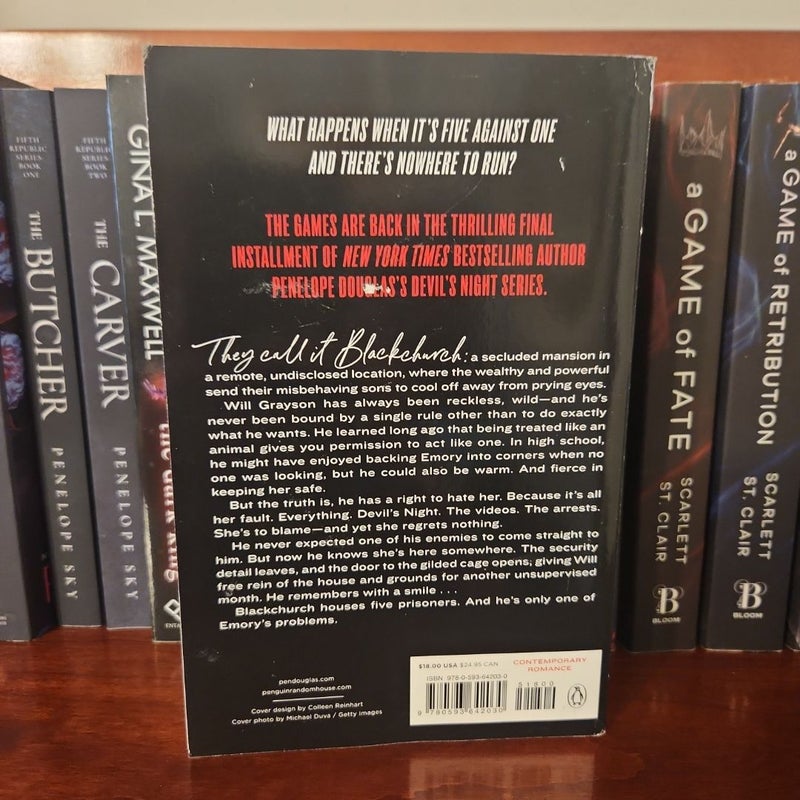 FIFTH
REPUBLIC
SERIES-
BOOK
ONE
THE
BUTCHER
PENELOPE SKY
FIFTH
REPUBLIC
SERIES-
BOOK
TWO
THE
CARVER
PENELOPE SKY
GINA L. MAXWELL
the dark king
WHAT HAPPENS WHEN IT'S FIVE AGAINST ONE
AND THERE'S NOWHERE TO RUN?
THE GAMES ARE BACK IN THE THRILLING FINAL
INSTALLMENT OF NEW YORK TIMES BESTSELLING AUTHOR
PENELOPE DOUGLAS'S DEVIL'S NIGHT SERIES.
They call it Blackchurch: a secluded mansion in
a remote, undisclosed location, where the wealthy and powerful
send their misbehaving sons to cool off away from prying eyes.
Will Grayson has always been reckless, wild—and he's
never been bound by a single rule other than to do exactly
what he wants. He learned long ago that being treated like an
animal gives you permission to act like one. In high school,
he might have enjoyed backing Emory into corners when no
one was looking, but he could also be warm. And fierce in
keeping her safe.
But the truth is, he has a right to hate her. Because it's all
her fault. Everything. Devil's Night. The videos. The arrests.
She's to blame—and yet she regrets nothing.
He never expected one of his enemies to come straight to
him. But now he knows she's here somewhere. The security
detail leaves, and the door to the gilded cage opens, giving Will
free rein of the house and grounds for another unsupervised
month. He remembers with a smile . . .
Blackchurch houses five prisoners. And he's only one of
Emory's problems.
pendouglas.com
penguinrandomhouse.com
Cover design by Colleen Reinhart
Cover photo by Michael Duva / Getty Images
$18.00 USA $24.95 CAN
CONTEMPORARY
ROMANCE
ISBN 978-0-593-64203-0
51800
9 780593 642030
a GAME of FATE
SCARLETT
ST. CLAIR
B
BLOOM
a GAME of RETRIBUTION
SCARLETT
ST. CLAIR
B
BLOOM